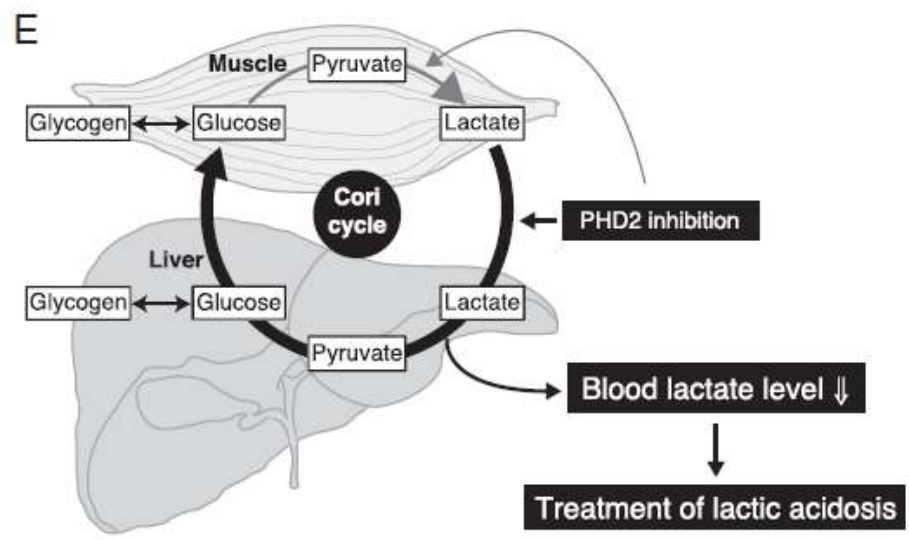 E
Muscle
Pyruvate
Glycogen
Glucose
Lactate
Cori
cycle
PHD2 inhibition
Liver
Glycogen
Glucose
Lactate
Pyruvate
Blood lactate level ⇓
Treatment of lactic acidosis